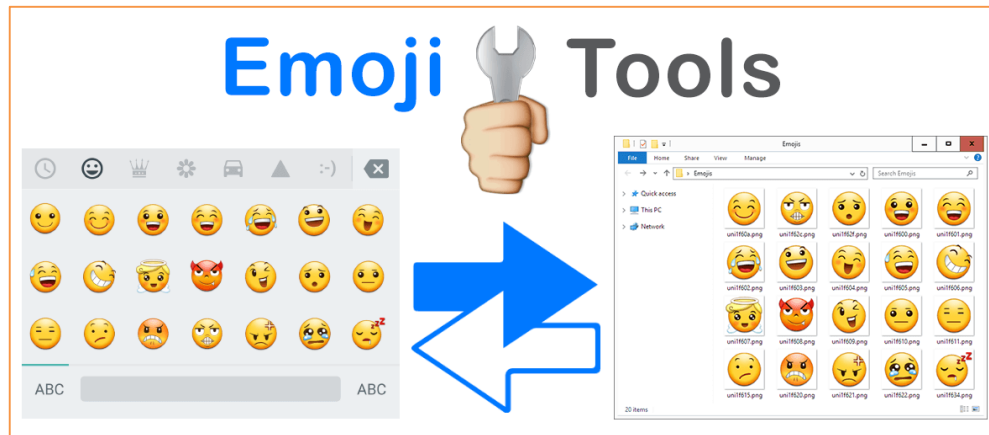 Emoji Tools
:-)
ABC ABC
Emojis
File Home Share View Manage
Emojis
Search Emojis
Quick access
This PC
Network
uni1f60a.png uni1f62c.png uni1f62f.png uni1f600.png uni1f601.png
uni1f602.png uni1f603.png uni1f604.png uni1f605.png uni1f606.png
uni1f607.png uni1f608.png uni1f609.png uni1f610.png uni1f611.png
uni1f615.png uni1f620.png uni1f621.png uni1f622.png uni1f634.png
20 items